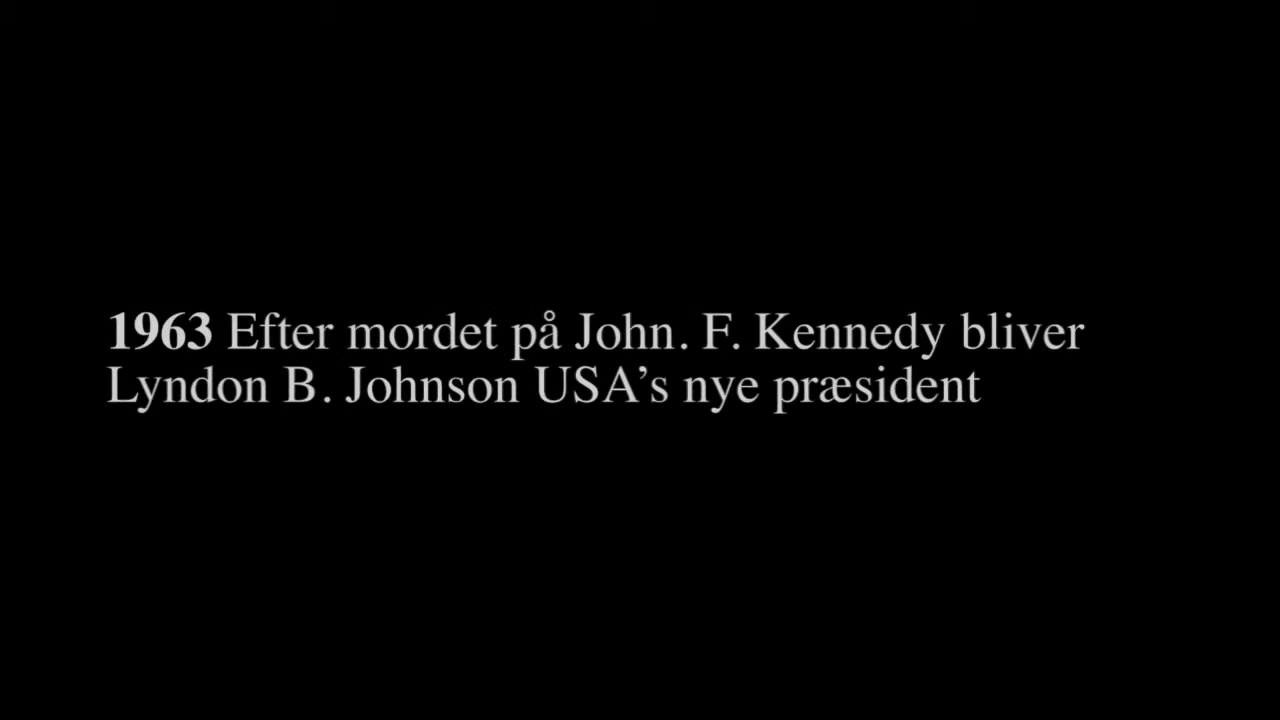 1963 Efter mordet på John. F. Kennedy bliver
Lyndon B. Johnson USA’s nye præsident